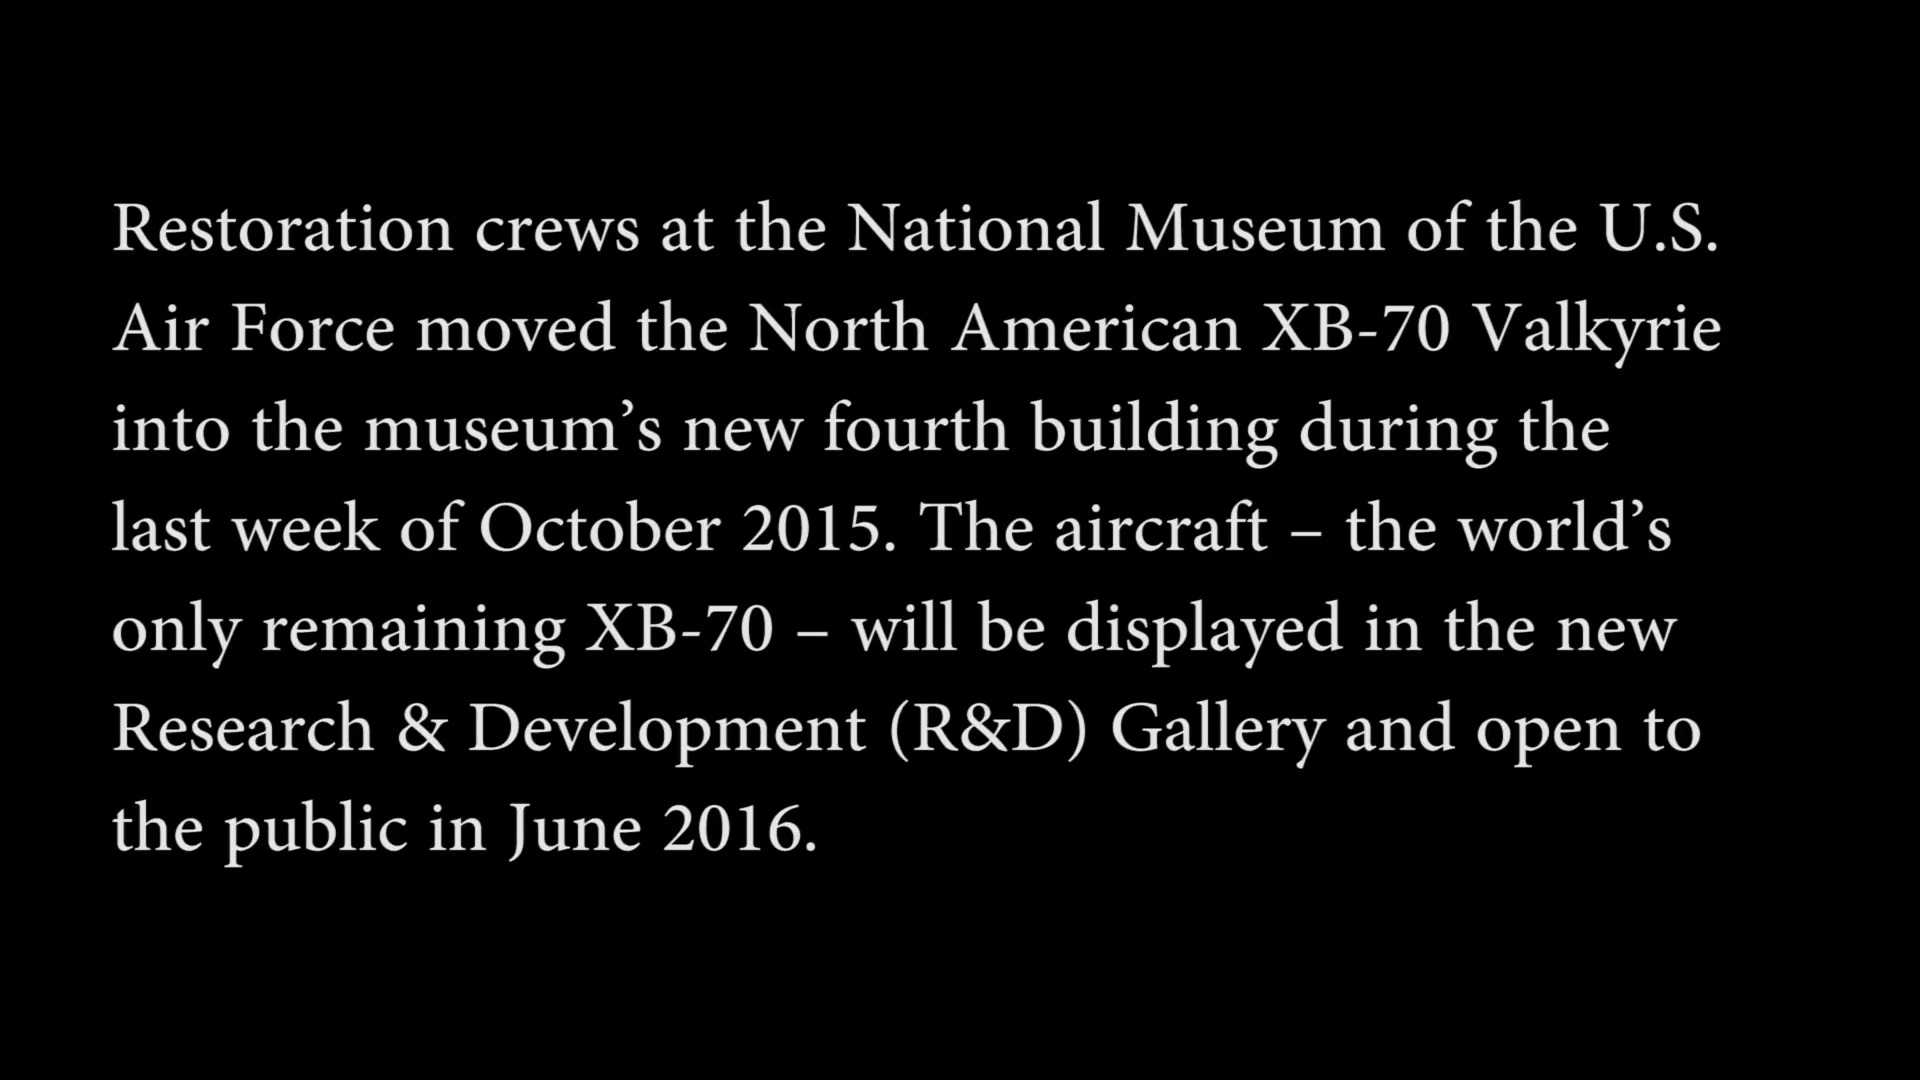 Restoration crews at the National Museum of the U.S.
Air Force moved the North American XB-70 Valkyrie
into the museum’s new fourth building during the
last week of October 2015. The aircraft – the world’s
only remaining XB-70 – will be displayed in the new
Research & Development (R&D) Gallery and open to
the public in June 2016.